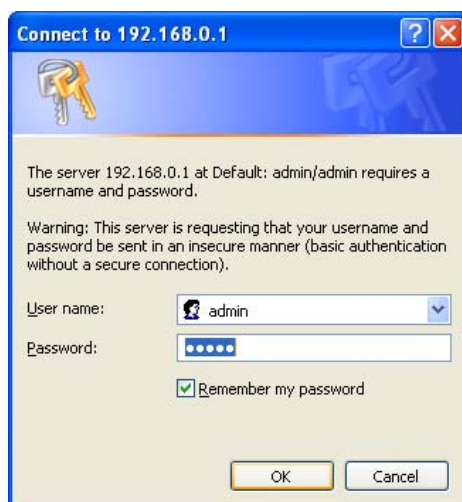 Connect to 192.168.0.1
The server 192.168.0.1 at Default: admin/admin requires a
username and password.
Warning: This server is requesting that your username and
password be sent in an insecure manner (basic authentication
without a secure connection).
User name:
admin
Password:
•••••
Remember my password
OK
Cancel